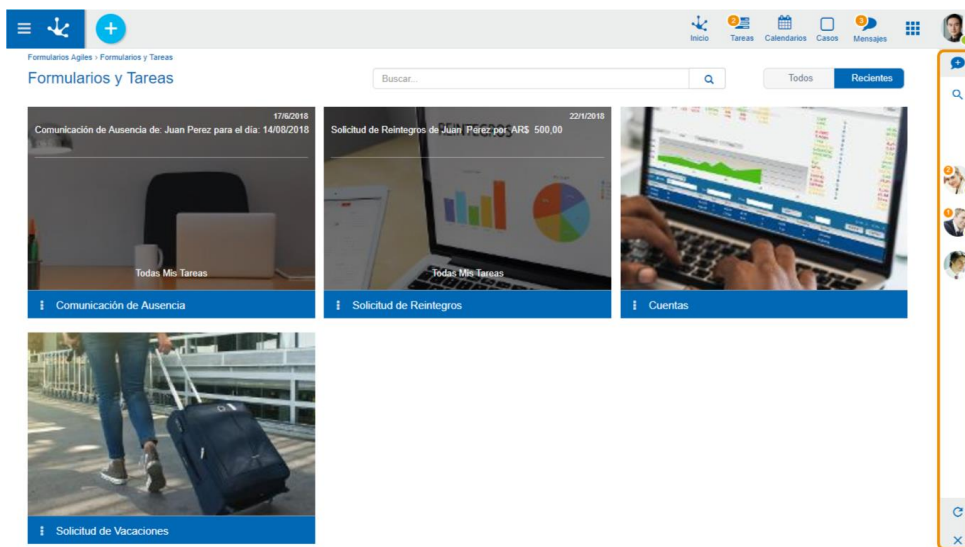 2
3
Inicio
Tareas
Calendarios
Casos
Mensajes
Formularios Agiles > Formularios y Tareas
Formularios y Tareas
Buscar...
Todos
Recientes
17/6/2018
Comunicación de Ausencia de: Juan Perez para el día: 14/08/2018
Todas Mis Tareas
Comunicación de Ausencia
22/1/2018
Solicitud de Reintegros de Juan Perez por AR$ 500,00
REINTEGROS
Todas Mis Tareas
Solicitud de Reintegros
Cuentas
Solicitud de Vacaciones